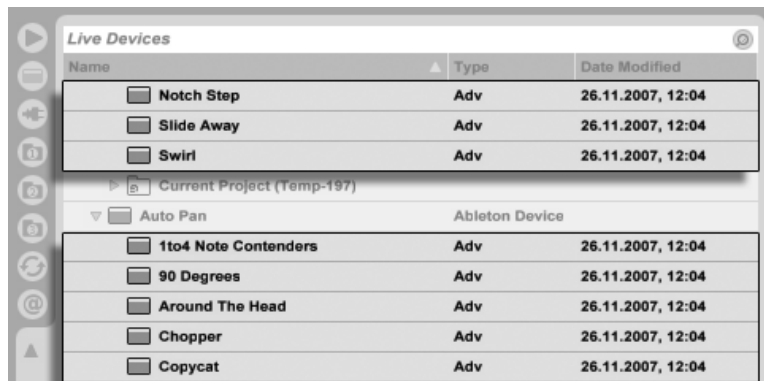 Live Devices
Name Type Date Modified
Notch Step Adv 26.11.2007, 12:04
Slide Away Adv 26.11.2007, 12:04
Swirl Adv 26.11.2007, 12:04
Current Project (Temp-197)
Auto Pan Ableton Device
1to4 Note Contenders Adv 26.11.2007, 12:04
90 Degrees Adv 26.11.2007, 12:04
Around The Head Adv 26.11.2007, 12:04
Chopper Adv 26.11.2007, 12:04
Copycat Adv 26.11.2007, 12:04
1
2
3
@